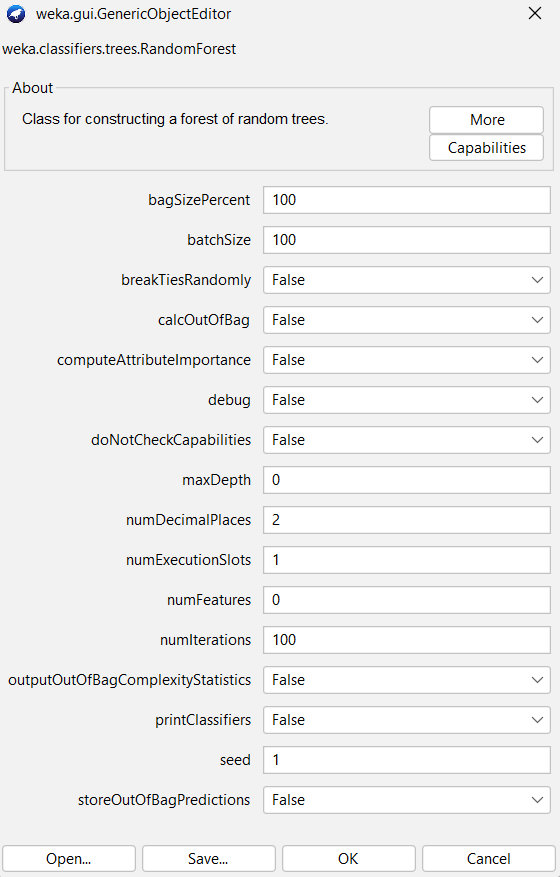 weka.gui.GenericObjectEditor
weka.classifiers.trees.RandomForest
About
Class for constructing a forest of random trees.
More
Capabilities
bagSizePercent 100
batchSize 100
breakTiesRandomly False
calcOutOfBag False
computeAttributeImportance False
debug False
doNotCheckCapabilities False
maxDepth 0
numDecimalPlaces 2
numExecutionSlots 1
numFeatures 0
numIterations 100
outputOutOfBagComplexityStatistics False
printClassifiers False
seed 1
storeOutOfBagPredictions False
Open... Save... OK Cancel